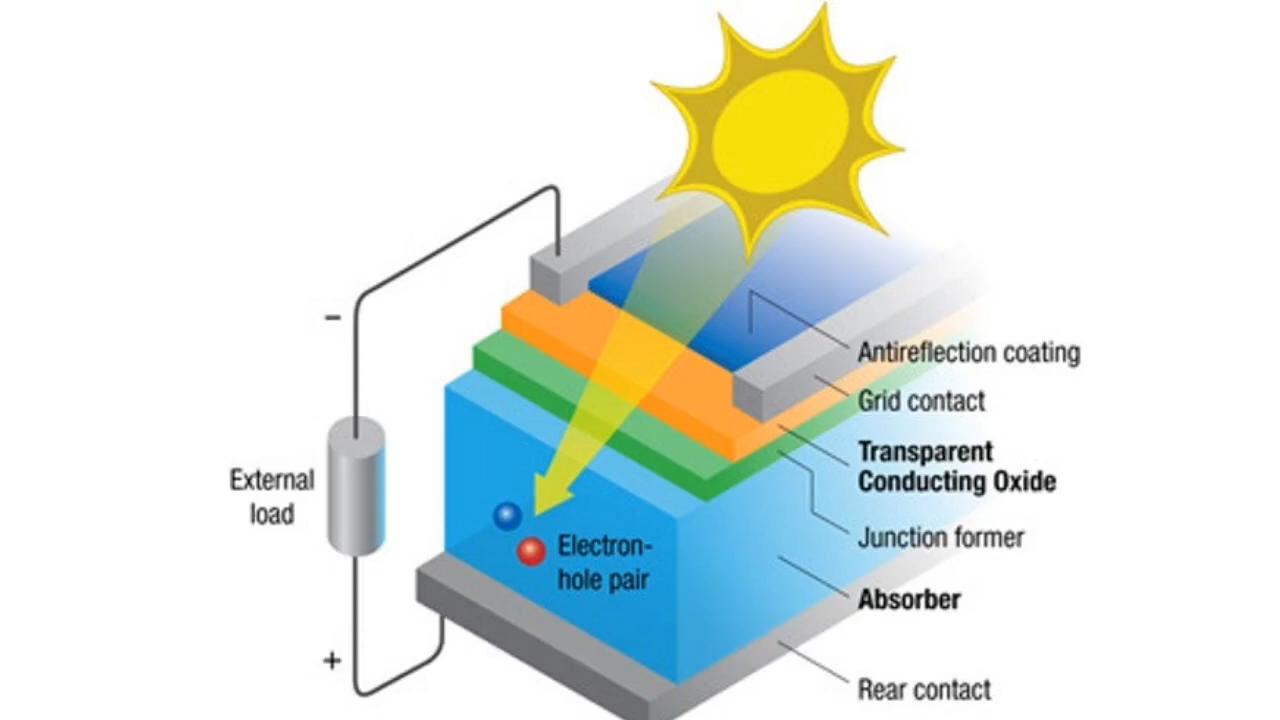 −
External
load
+
Electron-
hole pair
Antireflection coating
Grid contact
Transparent
Conducting Oxide
Junction former
Absorber
Rear contact